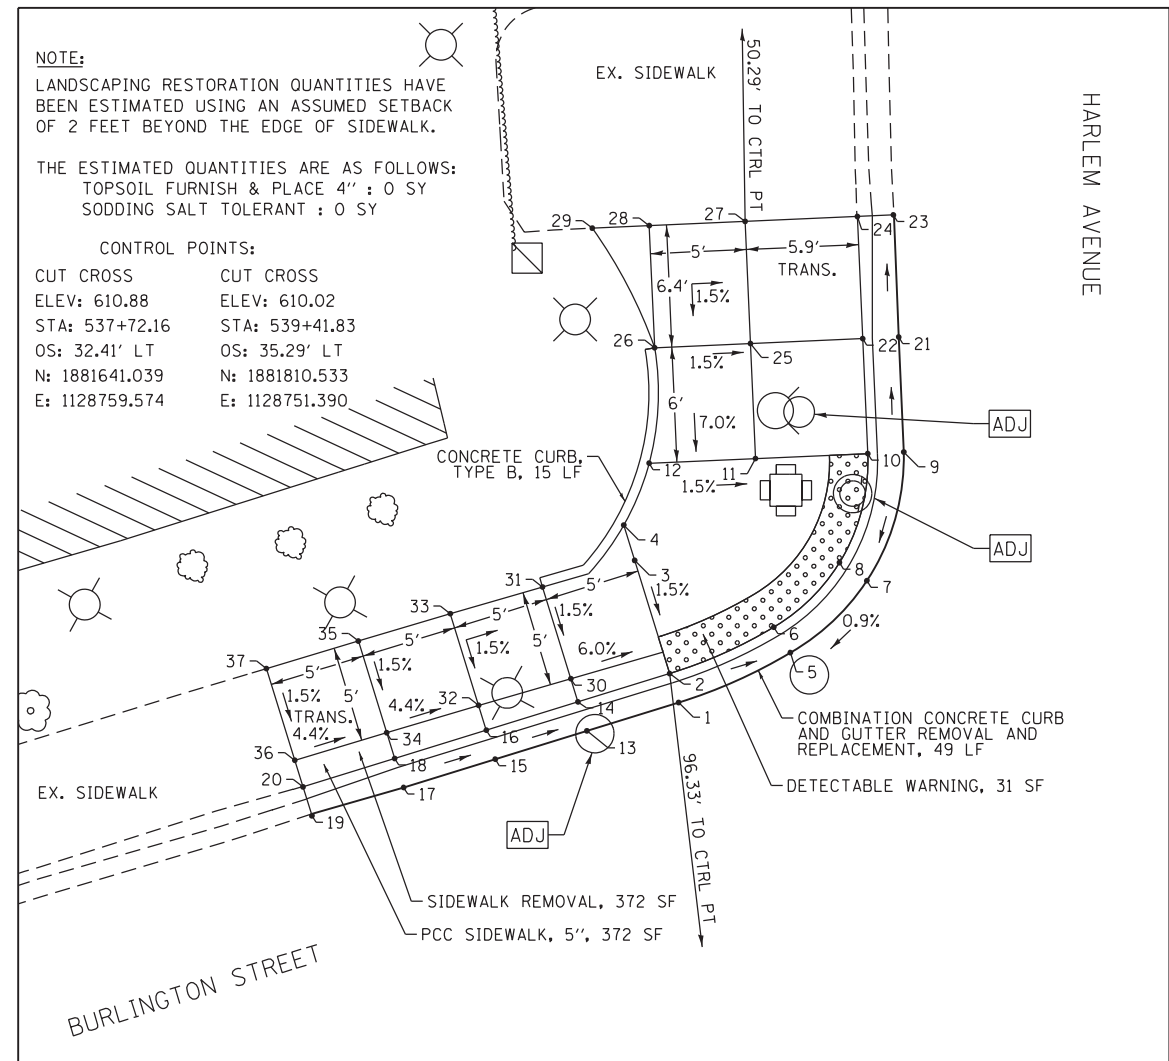 NOTE:
LANDSCAPING RESTORATION QUANTITIES HAVE
BEEN ESTIMATED USING AN ASSUMED SETBACK
OF 2 FEET BEYOND THE EDGE OF SIDEWALK.
THE ESTIMATED QUANTITIES ARE AS FOLLOWS:
TOPSOIL FURNISH & PLACE 4'' : 0 SY
SODDING SALT TOLERANT : 0 SY
CONTROL POINTS:
CUT CROSS
ELEV: 610.88
STA: 537+72.16
OS: 32.41' LT
N: 1881641.039
E: 1128759.574
CUT CROSS
ELEV: 610.02
STA: 539+41.83
OS: 35.29' LT
N: 1881810.533
E: 1128751.390
EX. SIDEWALK
50.29' TO CTRL PT
HARLEM AVENUE
29
28
27
24
23
5'
5.9'
TRANS.
6.4'
1.5%
26
25
22
21
1.5%
6'
7.0%
ADJ
CONCRETE CURB,
TYPE B, 15 LF
12
11
10
9
1.5%
4
ADJ
3
8
7
31
5'
1.5%
33
5'
1.5%
6
0.9%
35
5'
1.5%
5'
6.0%
5
37
5'
1.5%
5'
30
2
TRANS.
4.4%
4.4%
32
14
1
36
34
16
13
COMBINATION CONCRETE CURB
AND GUTTER REMOVAL AND
REPLACEMENT, 49 LF
20
18
15
EX. SIDEWALK
17
19
96.33' TO CTRL PT
DETECTABLE WARNING, 31 SF
ADJ
SIDEWALK REMOVAL, 372 SF
PCC SIDEWALK, 5'', 372 SF
BURLINGTON STREET